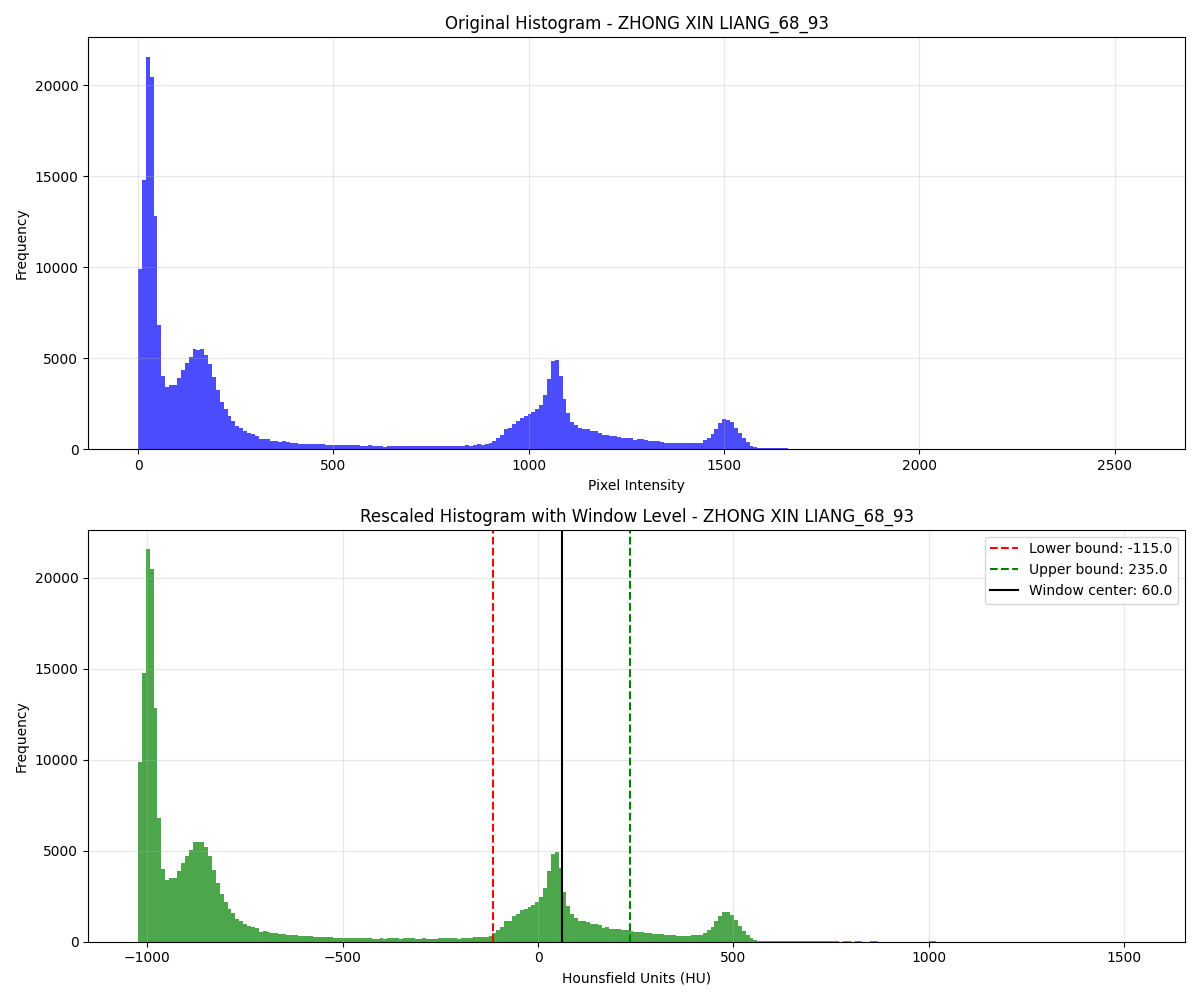 Original Histogram - ZHONG XIN LIANG_68_93
Frequency
20000
15000
10000
5000
0
0 500 1000 1500 2000 2500
Pixel Intensity
Rescaled Histogram with Window Level - ZHONG XIN LIANG_68_93
Lower bound: -115.0
Upper bound: 235.0
Window center: 60.0
Frequency
20000
15000
10000
5000
0
−1000 −500 0 500 1000 1500
Hounsfield Units (HU)